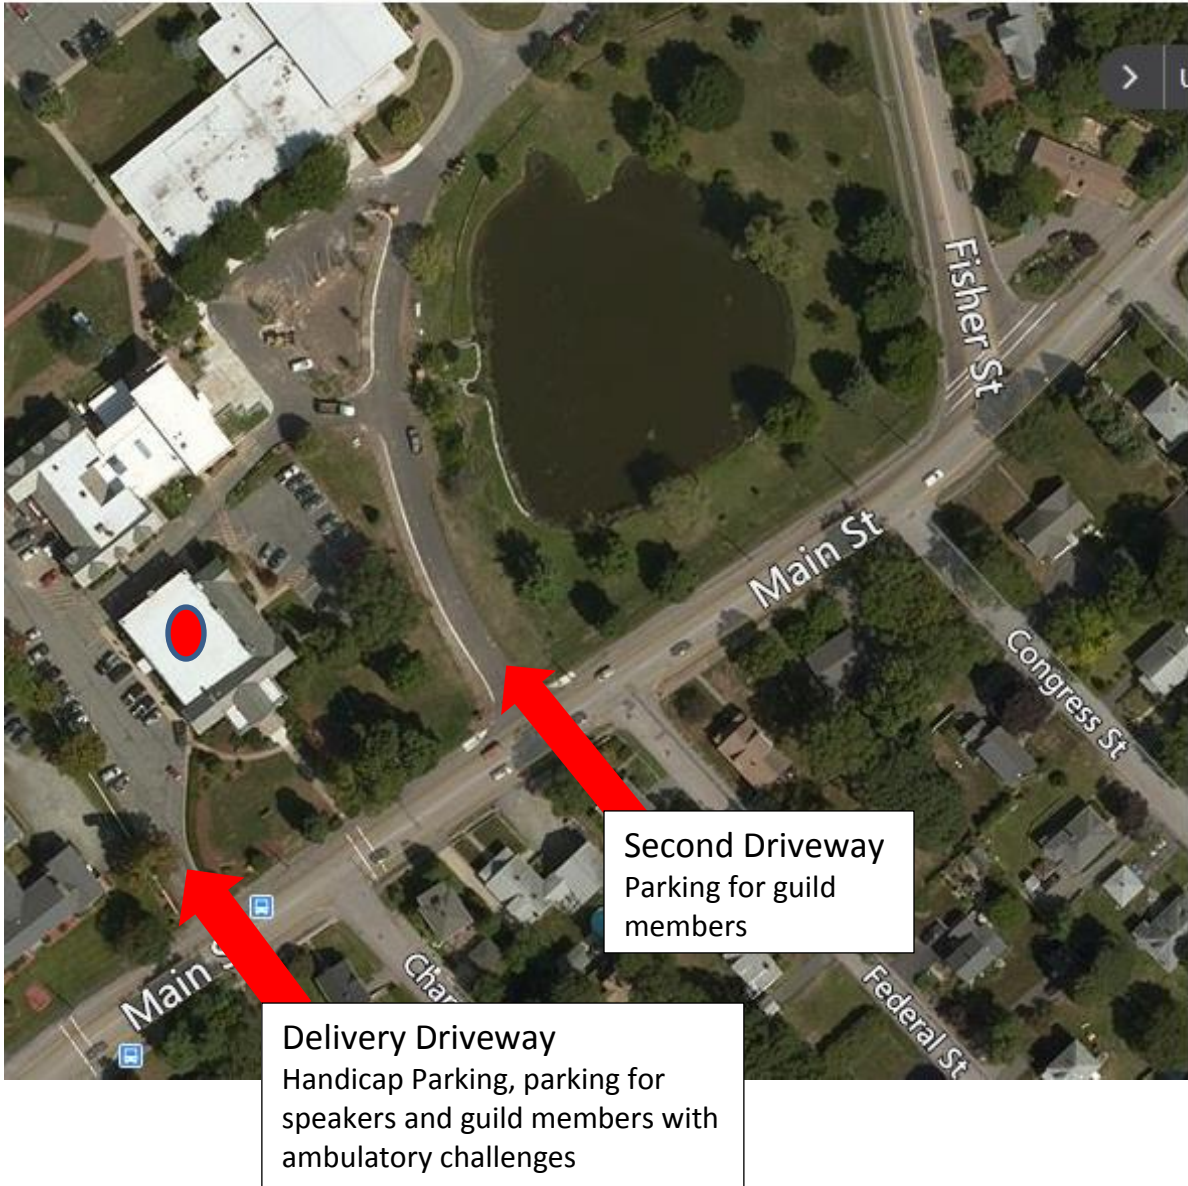 Fisher St
Main St
Congress St
Second Driveway
Parking for guild
members
Main
Federal St
Delivery Driveway
Handicap Parking, parking for
speakers and guild members with
ambulatory challenges